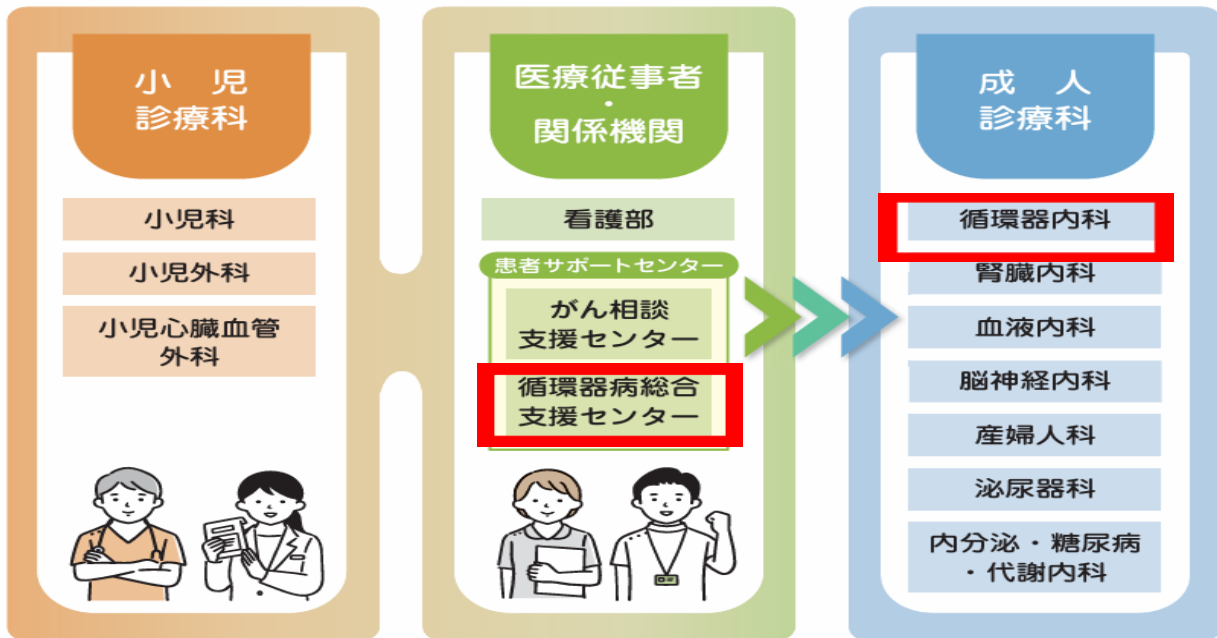 小 児
診療科
小児科
小児外科
小児心臓血管
外科
医療従事者
・
関係機関
看護部
患者サポートセンター
がん相談
支援センター
循環器病総合
支援センター
成 人
診療科
循環器内科
腎臓内科
血液内科
脳神経内科
産婦人科
泌尿器科
内分泌・糖尿病
・代謝内科